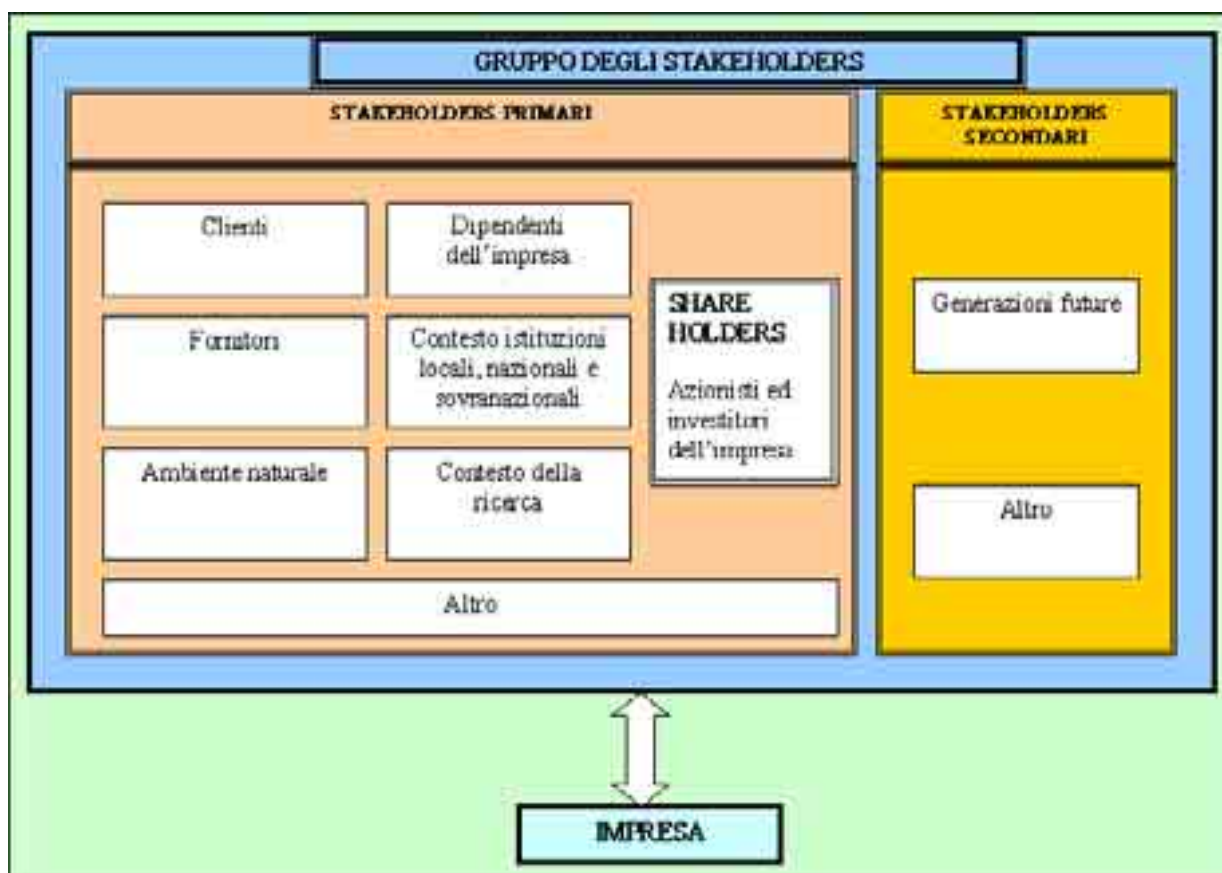 GRUPPO DEGLI STAKEHOLDERS
STAKEHOLDERS PRIMARI
Clienti
Dipendenti
dell'impresa
Fornitori
Contesto istituzioni
locali, nazionali e
sovranazionali
Ambiente naturale
Contesto della
ricerca
SHARE
HOLDERS
Azionisti ed
investitori
dell'impresa
Altro
STAKEHOLDERS
SECONDARI
Generazioni future
Altro
IMPRESA